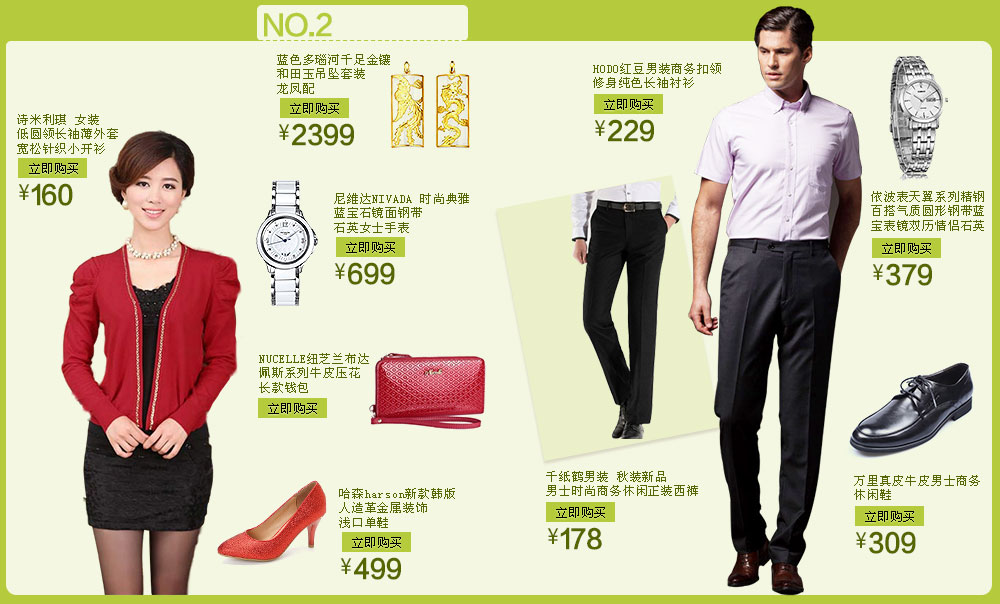 NO.2
诗米利琪 女装
低圆领长袖薄外套
宽松针织小开衫
立即购买
¥160
蓝色多瑙河千足金镶
和田玉吊坠套装
龙凤配
立即购买
¥2399
尼维达NIVADA 时尚典雅
蓝宝石镜面钢带
石英女士手表
立即购买
¥699
NUCELLE纽芝兰布达
佩斯系列牛皮压花
长款钱包
立即购买
哈森harson新款韩版
人造革金属装饰
浅口单鞋
立即购买
¥499
HODO红豆男装商务扣领
修身纯色长袖衬衫
立即购买
¥229
依波表天翼系列精钢
百搭气质圆形钢带蓝
宝表镜双历情侣石英
立即购买
¥379
千纸鹤男装 秋装新品
男士时尚商务休闲正装西裤
立即购买
¥178
万里真皮牛皮男士商务
休闲鞋
立即购买
¥309